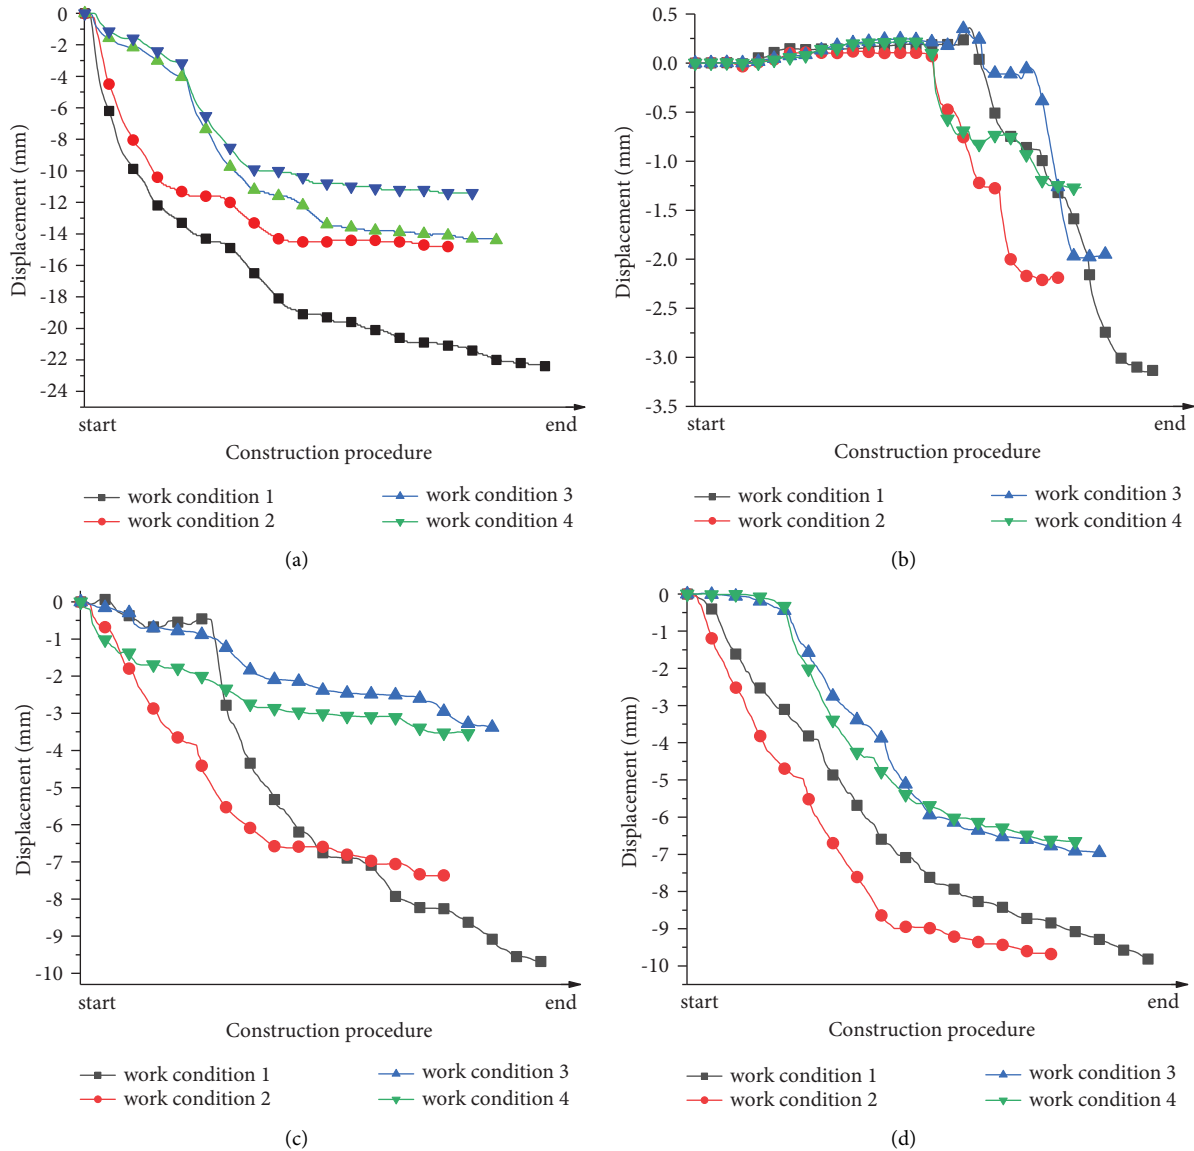 0
-2
-4
-6
-8
-10
-12
-14
-16
-18
-20
-22
-24
Displacement (mm)
start end
Construction procedure
work condition 1 work condition 3
work condition 2 work condition 4
(a)
0.5
0.0
-0.5
-1.0
-1.5
-2.0
-2.5
-3.0
-3.5
Displacement (mm)
start end
Construction procedure
work condition 1 work condition 3
work condition 2 work condition 4
(b)
0
-1
-2
-3
-4
-5
-6
-7
-8
-9
-10
Displacement (mm)
start end
Construction procedure
work condition 1 work condition 3
work condition 2 work condition 4
(c)
0
-1
-2
-3
-4
-5
-6
-7
-8
-9
-10
Displacement (mm)
start end
Construction procedure
work condition 1 work condition 3
work condition 2 work condition 4
(d)